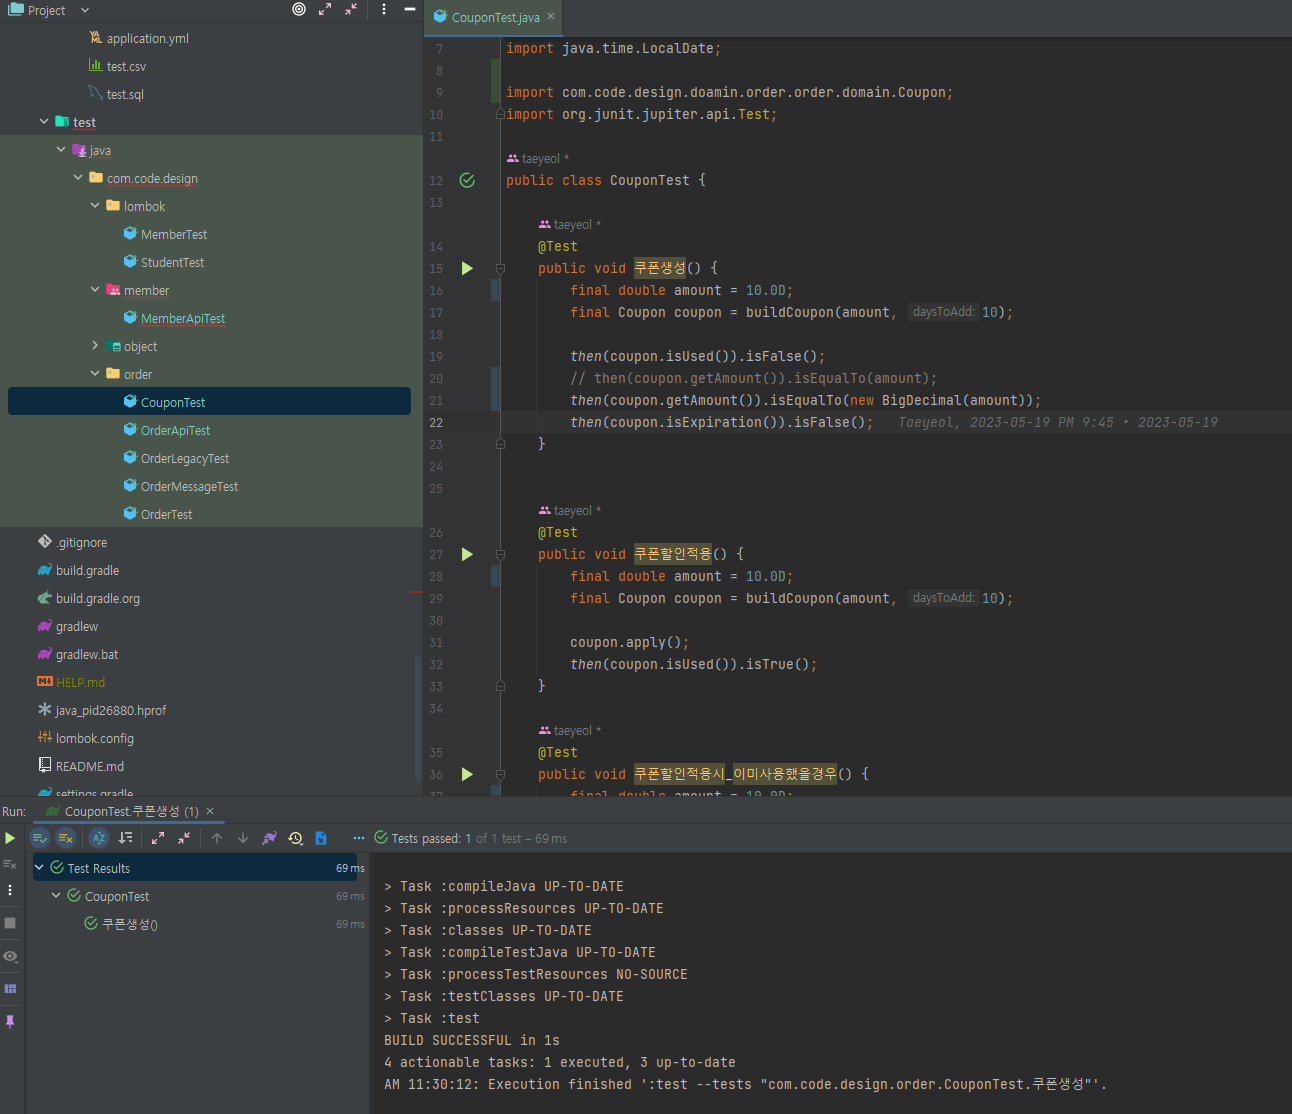 Project
application.yml
test.csv
test.sql
test
java
com.code.design
lombok
MemberTest
StudentTest
member
MemberApiTest
object
order
CouponTest
OrderApiTest
OrderLegacyTest
OrderMessageTest
OrderTest
.gitignore
build.gradle
build.gradle.org
gradlew
gradlew.bat
HELP.md
java_pid26880.hprof
lombok.config
README.md
settings.gradle
CouponTest.java
7 import java.time.LocalDate;
8
9 import com.code.design.doamin.order.order.domain.Coupon;
10 import org.junit.jupiter.api.Test;
11
taeyeol *
12 public class CouponTest {
13
taeyeol *
14 @Test
15 public void 쿠폰생성() {
16 final double amount = 10.0D;
17 final Coupon coupon = buildCoupon(amount, daysToAdd: 10);
18
19 then(coupon.isUsed()).isFalse();
20 // then(coupon.getAmount()).isEqualTo(amount);
21 then(coupon.getAmount()).isEqualTo(new BigDecimal(amount));
22 then(coupon.isExpiration()).isFalse(); Taeyeol, 2023-05-19 PM 9:45 • 2023-05-19
23 }
24
25
taeyeol *
26 @Test
27 public void 쿠폰할인적용() {
28 final double amount = 10.0D;
29 final Coupon coupon = buildCoupon(amount, daysToAdd: 10);
30
31 coupon.apply();
32 then(coupon.isUsed()).isTrue();
33 }
34
taeyeol *
35 @Test
36 public void 쿠폰할인적용시_이미사용했을경우() {
37 final double amount = 10.0D;
Run: CouponTest.쿠폰생성 (1)
Tests passed: 1 of 1 test – 69 ms
Test Results 69 ms
CouponTest 69 ms
쿠폰생성() 69 ms
> Task :compileJava UP-TO-DATE
> Task :processResources UP-TO-DATE
> Task :classes UP-TO-DATE
> Task :compileTestJava UP-TO-DATE
> Task :processTestResources NO-SOURCE
> Task :testClasses UP-TO-DATE
> Task :test
BUILD SUCCESSFUL in 1s
4 actionable tasks: 1 executed, 3 up-to-date
AM 11:30:12: Execution finished ':test --tests "com.code.design.order.CouponTest.쿠폰생성"'.